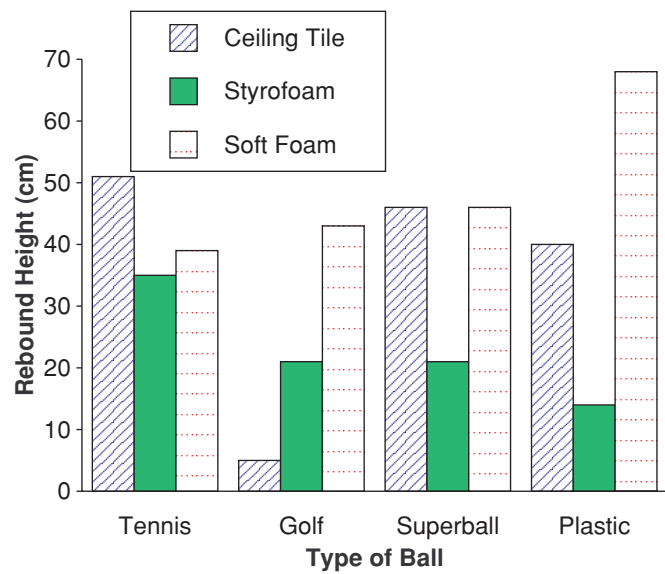 Ceiling Tile
Styrofoam
Soft Foam
Rebound Height (cm)
70
60
50
40
30
20
10
0
Tennis Golf Superball Plastic
Type of Ball